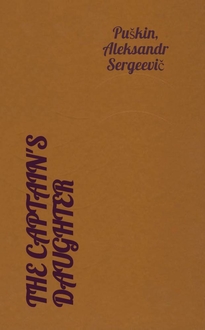 Puškin,
Aleksandr
Sergeevič
THE CAPTAIN'S
DAUGHTER